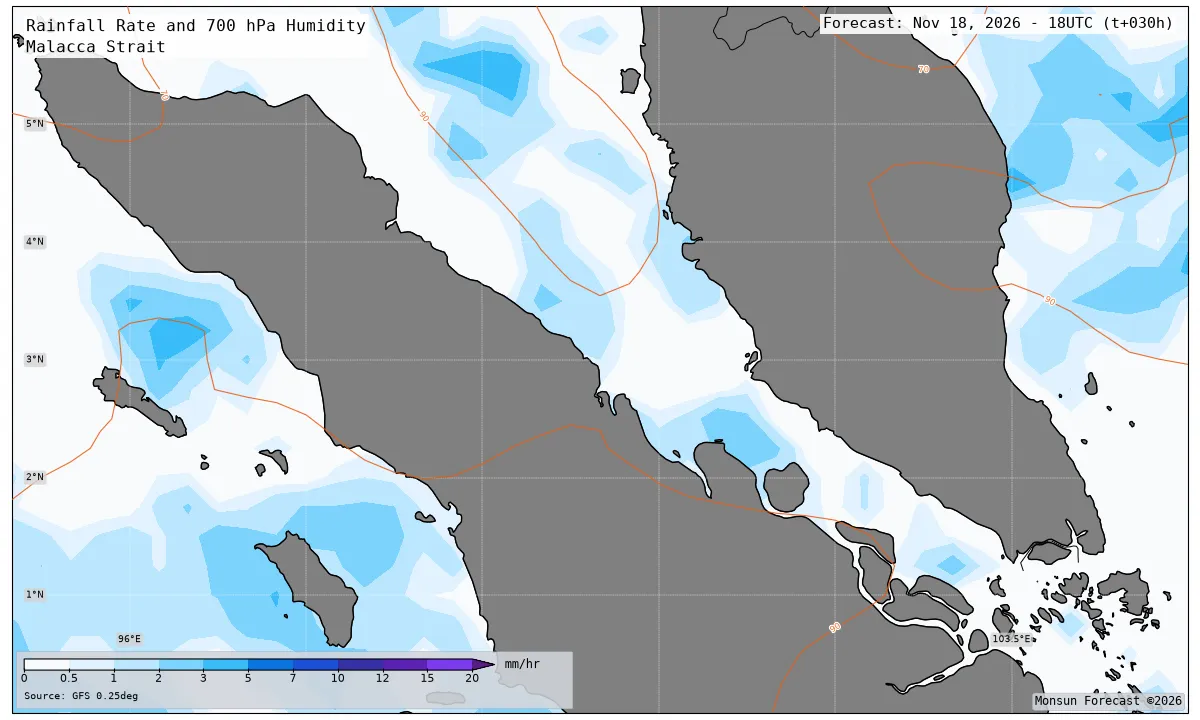 Rainfall Rate and 700 hPa Humidity
Malacca Strait
Forecast: Nov 18, 2026 - 18UTC (t+030h)
70
70
90
5°N
4°N
90
3°N
2°N
1°N
90
96°E
103.5°E
mm/hr
0 0.5 1 2 3 5 7 10 12 15 20
Source: GFS 0.25deg
Monsun Forecast ©2026